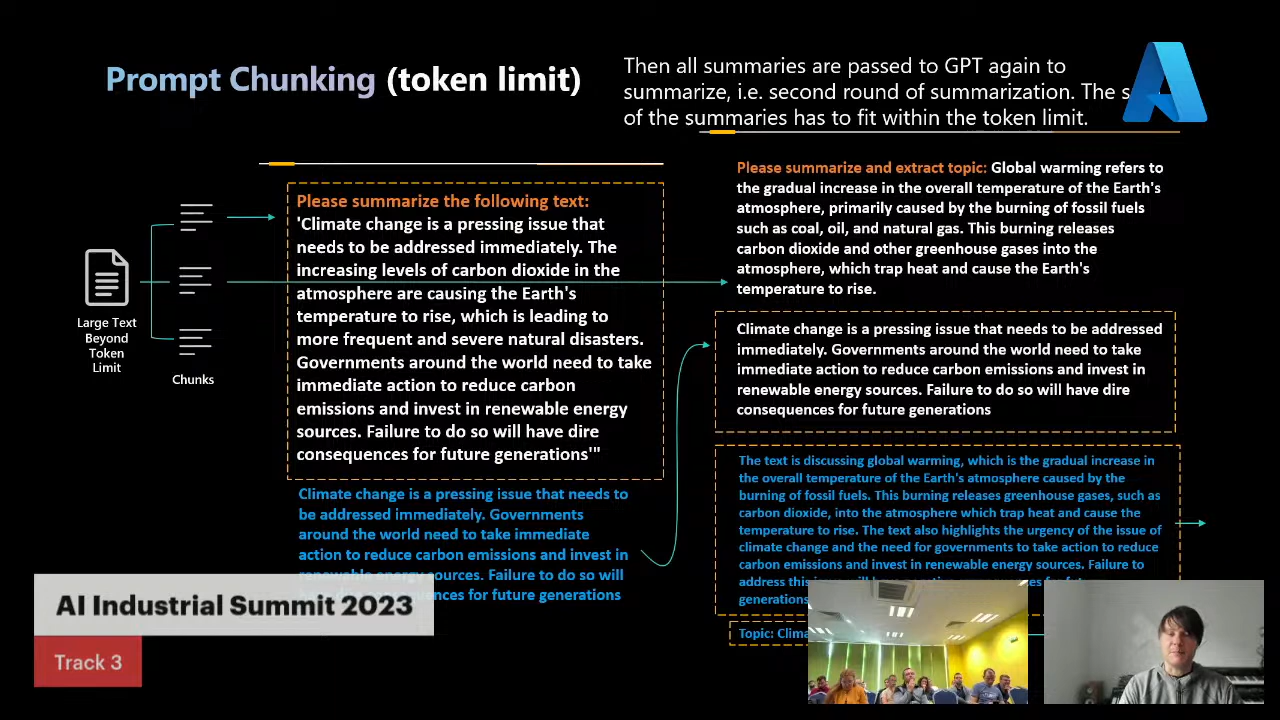 Prompt Chunking (token limit)
Then all summaries are passed to GPT again to
summarize, i.e. second round of summarization. The
of the summaries has to fit within the token limit.
Large Text
Beyond
Token
Limit
Chunks
Please summarize the following text:
'Climate change is a pressing issue that
needs to be addressed immediately. The
increasing levels of carbon dioxide in the
atmosphere are causing the Earth's
temperature to rise, which is leading to
more frequent and severe natural disasters.
Governments around the world need to take
immediate action to reduce carbon
emissions and invest in renewable energy
sources. Failure to do so will have dire
consequences for future generations'"
Climate change is a pressing issue that needs to
be addressed immediately. Governments
around the world need to take immediate
action to reduce carbon emissions and invest in
renewable energy sources. Failure to do so will
for future generations
Please summarize and extract topic: Global warming refers to
the gradual increase in the overall temperature of the Earth's
atmosphere, primarily caused by the burning of fossil fuels
such as coal, oil, and natural gas. This burning releases
carbon dioxide and other greenhouse gases into the
atmosphere, which trap heat and cause the Earth's
temperature to rise.
Climate change is a pressing issue that needs to be addressed
immediately. Governments around the world need to take
immediate action to reduce carbon emissions and invest in
renewable energy sources. Failure to do so will have dire
consequences for future generations
The text is discussing global warming, which is the gradual increase in
the overall temperature of the Earth's atmosphere caused by the
burning of fossil fuels. This burning releases greenhouse gases, such as
carbon dioxide, into the atmosphere which trap heat and cause the
temperature to rise. The text also highlights the urgency of the issue of
climate change and the need for governments to take action to reduce
carbon emissions and invest in renewable energy sources. Failure to
address this
generations
Topic:
AI Industrial Summit 2023
Track 3